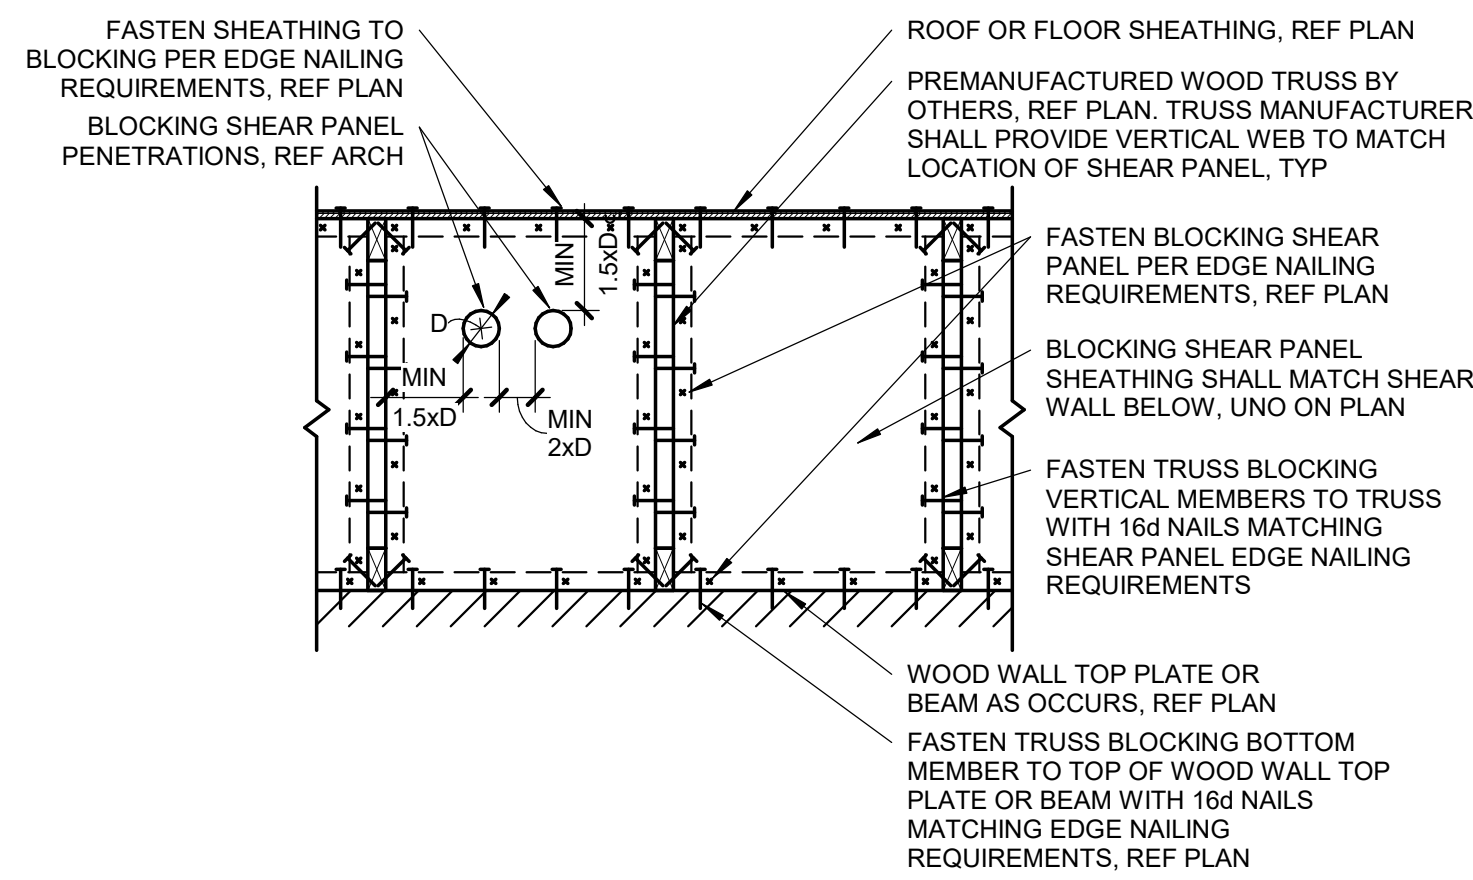 FASTEN SHEATHING TO
BLOCKING PER EDGE NAILING
REQUIREMENTS, REF PLAN
BLOCKING SHEAR PANEL
PENETRATIONS, REF ARCH
ROOF OR FLOOR SHEATHING, REF PLAN
PREMANUFACTURED WOOD TRUSS BY
OTHERS, REF PLAN. TRUSS MANUFACTURER
SHALL PROVIDE VERTICAL WEB TO MATCH
LOCATION OF SHEAR PANEL, TYP
MIN
1.5xD
D
MIN
1.5xD
MIN
2xD
FASTEN BLOCKING SHEAR
PANEL PER EDGE NAILING
REQUIREMENTS, REF PLAN
BLOCKING SHEAR PANEL
SHEATHING SHALL MATCH SHEAR
WALL BELOW, UNO ON PLAN
FASTEN TRUSS BLOCKING
VERTICAL MEMBERS TO TRUSS
WITH 16d NAILS MATCHING
SHEAR PANEL EDGE NAILING
REQUIREMENTS
WOOD WALL TOP PLATE OR
BEAM AS OCCURS, REF PLAN
FASTEN TRUSS BLOCKING BOTTOM
MEMBER TO TOP OF WOOD WALL TOP
PLATE OR BEAM WITH 16d NAILS
MATCHING EDGE NAILING
REQUIREMENTS, REF PLAN